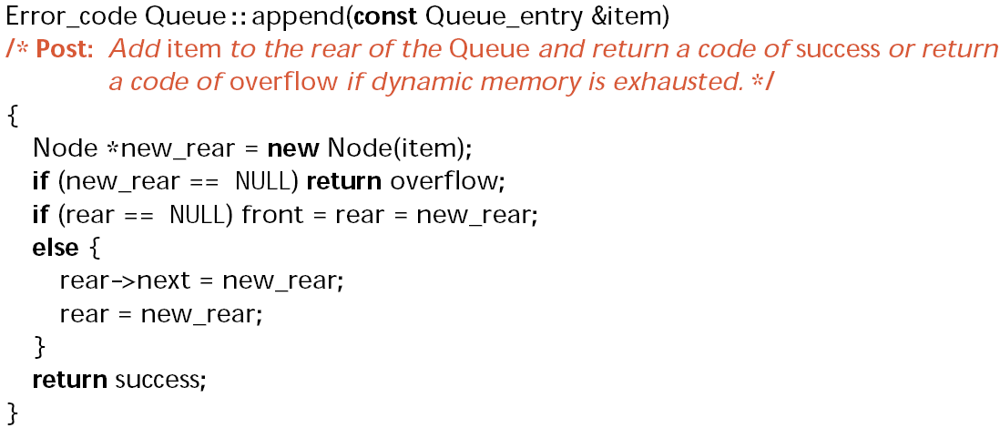 Error_code Queue::append(const Queue_entry &item)
/* Post: Add item to the rear of the Queue and return a code of success or return
a code of overflow if dynamic memory is exhausted. */
{
Node *new_rear = new Node(item);
if (new_rear == NULL) return overflow;
if (rear == NULL) front = rear = new_rear;
else {
rear->next = new_rear;
rear = new_rear;
}
return success;
}